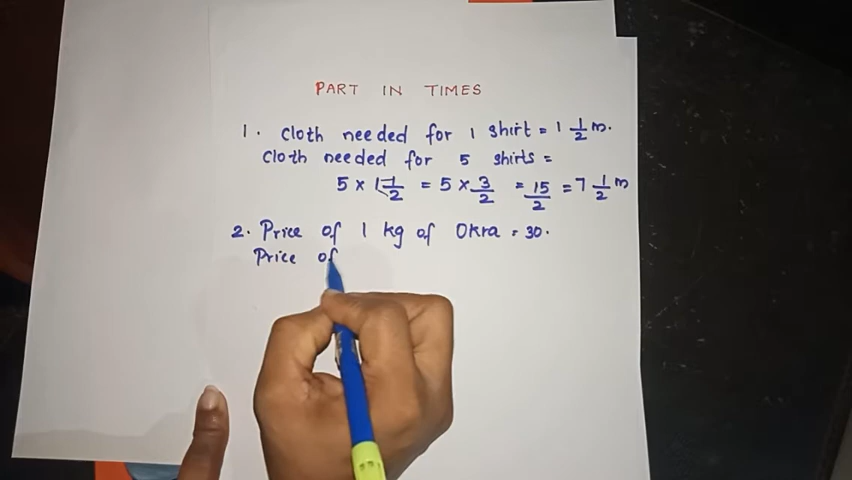 PART IN TIMES
1. Cloth needed for 1 shirt = 1 1/2 m.
Cloth needed for 5 shirts =
5 × 1 1/2 = 5 × 3/2 = 15/2 = 7 1/2 m
2. Price of 1 kg of Okra = 30.
Price of